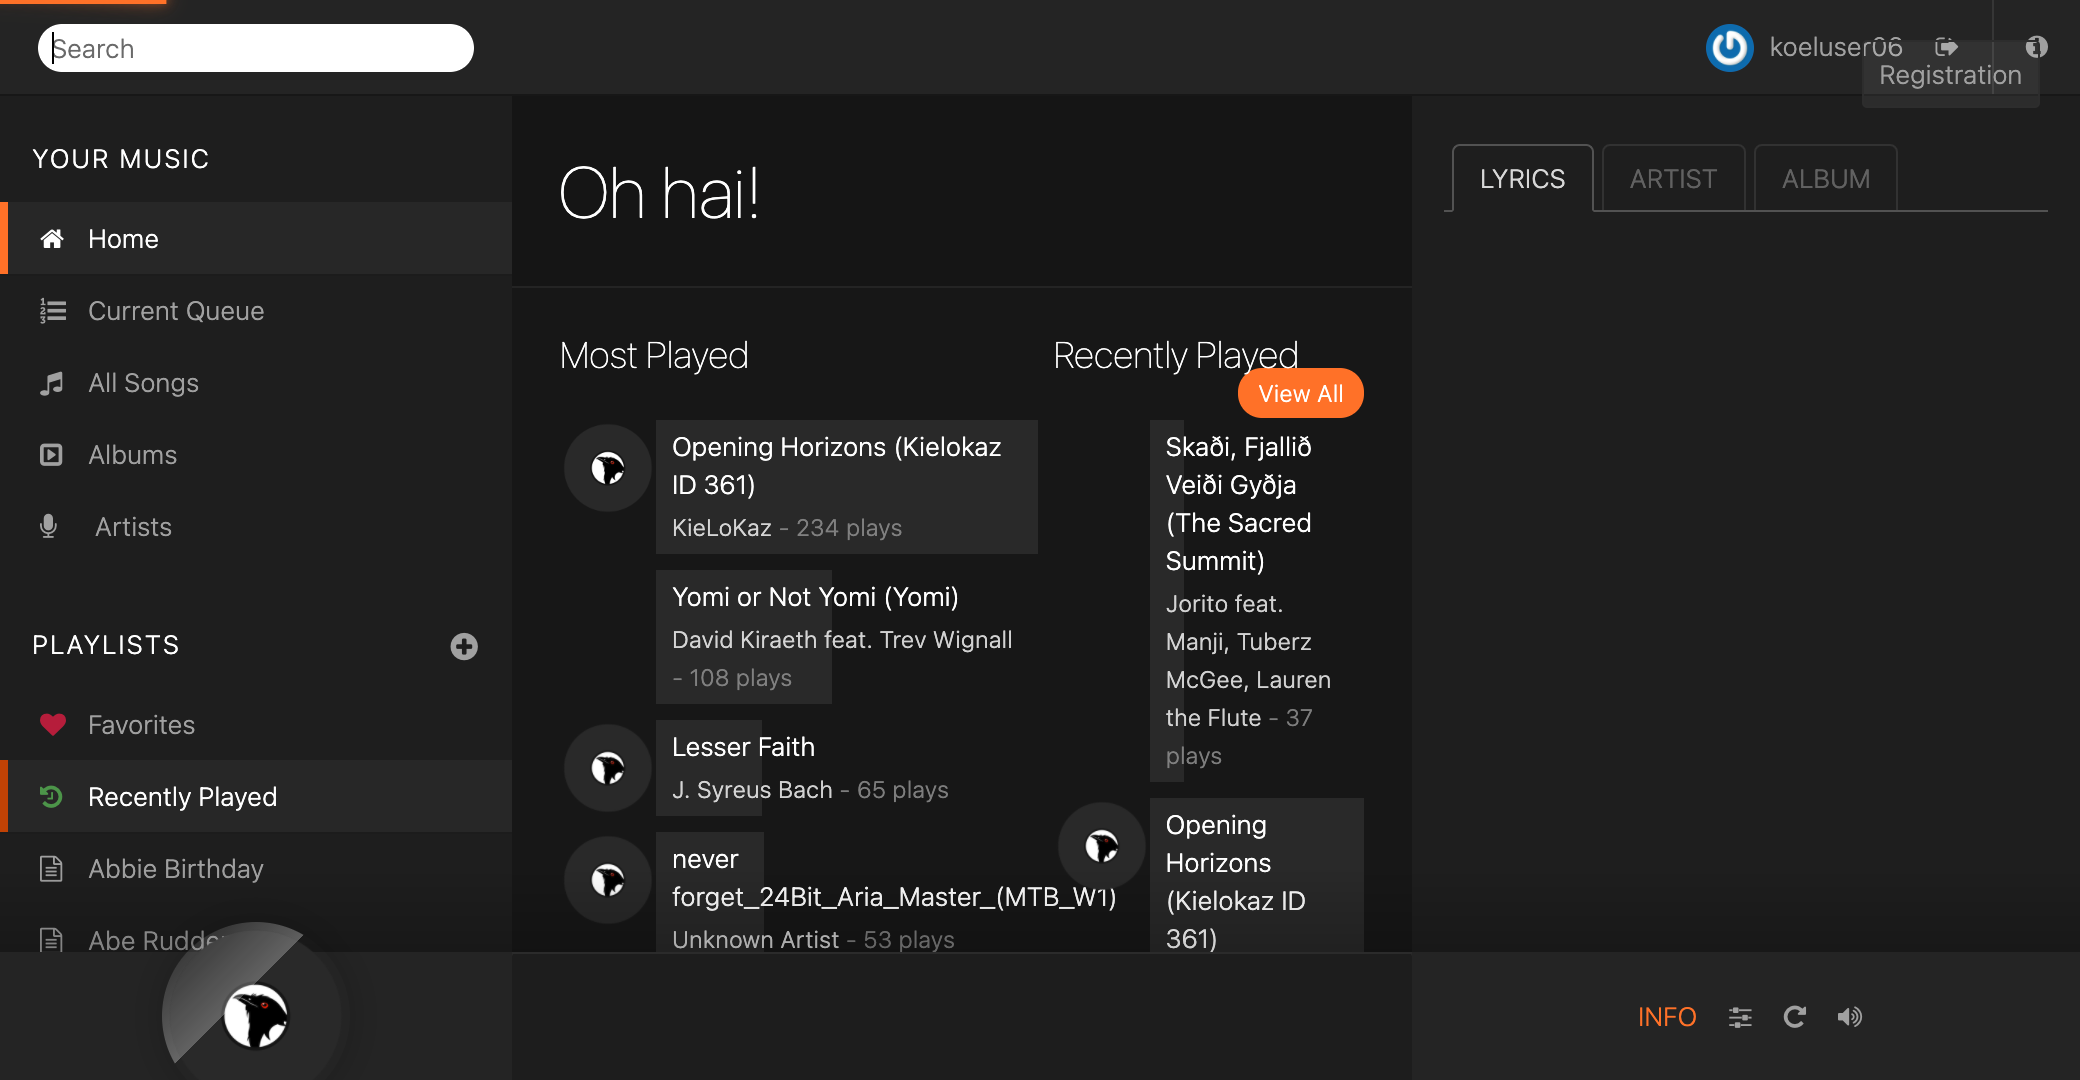 Search
koeluser06
Registration
YOUR MUSIC
Home
Current Queue
All Songs
Albums
Artists
PLAYLISTS
Favorites
Recently Played
Abbie Birthday
Abe Rudder
Oh hai!
Most Played
Opening Horizons (Kielokaz
ID 361)
KieLoKaz - 234 plays
Yomi or Not Yomi (Yomi)
David Kiraeth feat. Trev Wignall
- 108 plays
Lesser Faith
J. Syreus Bach - 65 plays
never
forget_24Bit_Aria_Master_(MTB_W1)
Unknown Artist - 53 plays
Recently Played
View All
Skaði, Fjallið
Veiði Gyðja
(The Sacred
Summit)
Jorito feat.
Manji, Tuberz
McGee, Lauren
the Flute - 37
plays
Opening
Horizons
(Kielokaz ID
361)
LYRICS
ARTIST
ALBUM
INFO